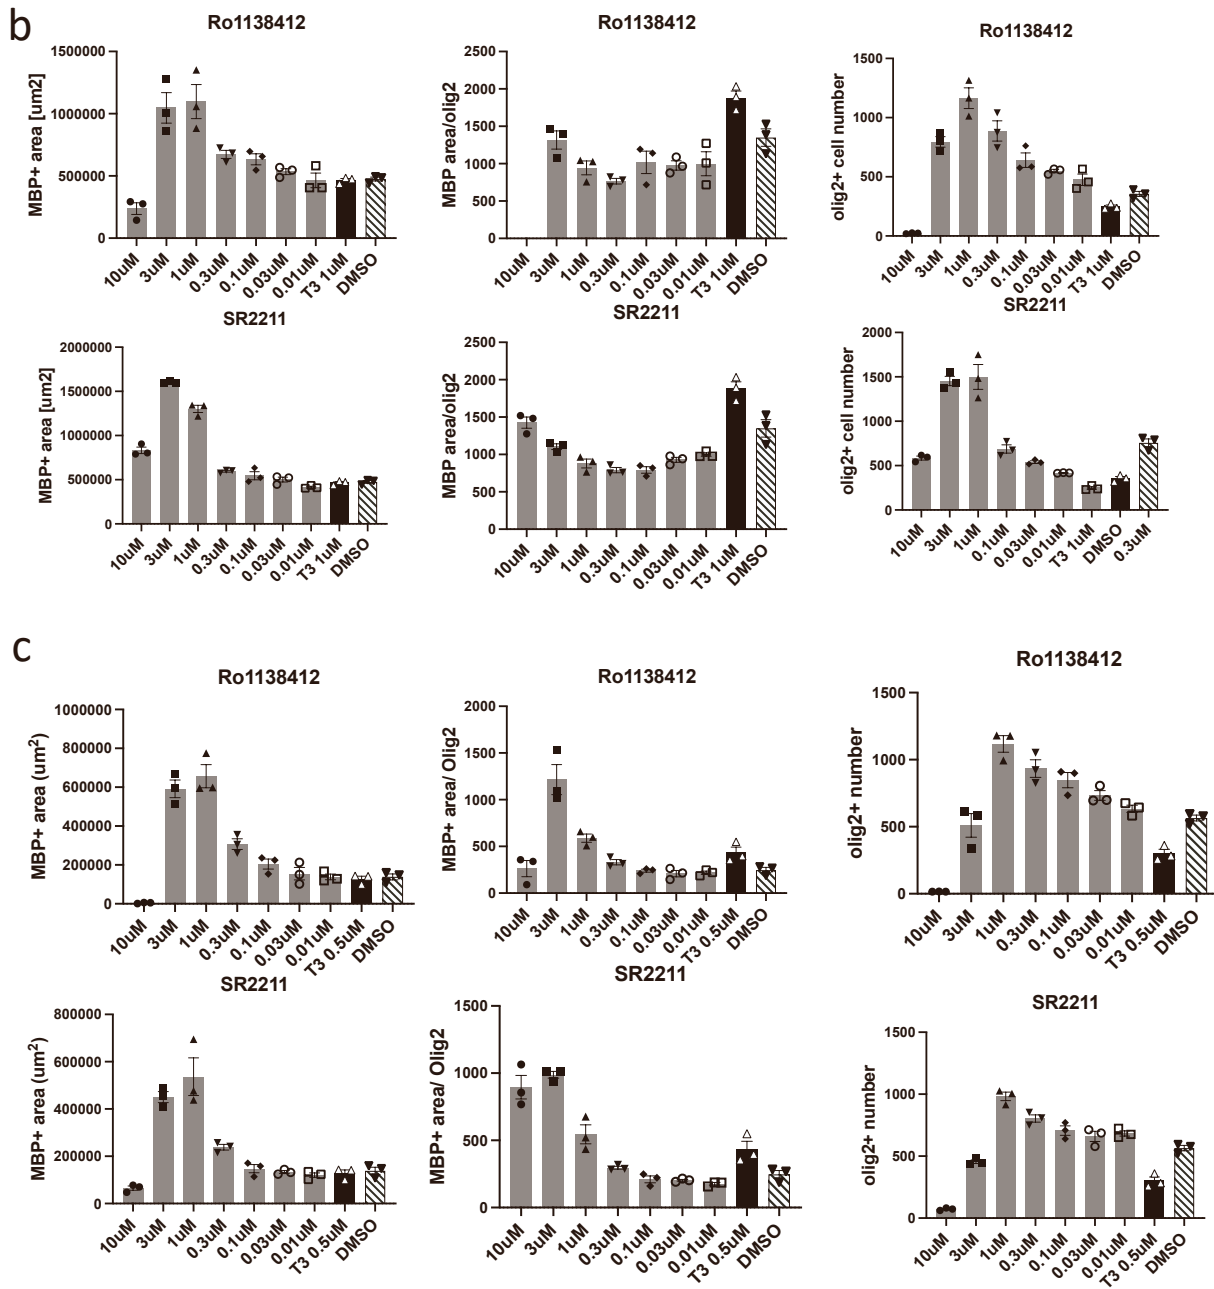 b
Ro1138412
MBP+ area [um2]
1500000
1000000
500000
0
10uM
3uM
1uM
0.3uM
0.1uM
0.03uM
0.01uM
T3 1uM
DMSO
Ro1138412
MBP area/olig2
2500
2000
1500
1000
500
0
10uM
3uM
1uM
0.3uM
0.1uM
0.03uM
0.01uM
T3 1uM
DMSO
Ro1138412
olig2+ cell number
1500
1000
500
0
10uM
3uM
1uM
0.3uM
0.1uM
0.03uM
0.01uM
T3 1uM
DMSO
SR2211
MBP+ area [um2]
2000000
1500000
1000000
500000
0
10uM
3uM
1uM
0.3uM
0.1uM
0.03uM
0.01uM
T3 1uM
DMSO
SR2211
MBP area/olig2
2500
2000
1500
1000
500
0
10uM
3uM
1uM
0.3uM
0.1uM
0.03uM
0.01uM
T3 1uM
DMSO
SR2211
olig2+ cell number
2000
1500
1000
500
0
10uM
3uM
1uM
0.1uM
0.03uM
0.01uM
T3 1uM
DMSO
0.3uM
c
Ro1138412
MBP+ area (um²)
1000000
800000
600000
400000
200000
0
10uM
3uM
1uM
0.3uM
0.1uM
0.03uM
0.01uM
T3 0.5uM
DMSO
Ro1138412
MBP+ area/ Olig2
2000
1500
1000
500
0
10uM
3uM
1uM
0.3uM
0.1uM
0.03uM
0.01uM
T3 0.5uM
DMSO
Ro1138412
olig2+ number
1500
1000
500
0
10uM
3uM
1uM
0.3uM
0.1uM
0.03uM
0.01uM
T3 0.5uM
DMSO
SR2211
MBP+ area (um²)
800000
600000
400000
200000
0
10uM
3uM
1uM
0.3uM
0.1uM
0.03uM
0.01uM
T3 0.5uM
DMSO
SR2211
MBP+ area/ Olig2
1500
1000
500
0
10uM
3uM
1uM
0.3uM
0.1uM
0.03uM
0.01uM
T3 0.5uM
DMSO
SR2211
olig2+ number
1500
1000
500
0
10uM
3uM
1uM
0.3uM
0.1uM
0.03uM
0.01uM
T3 0.5uM
DMSO